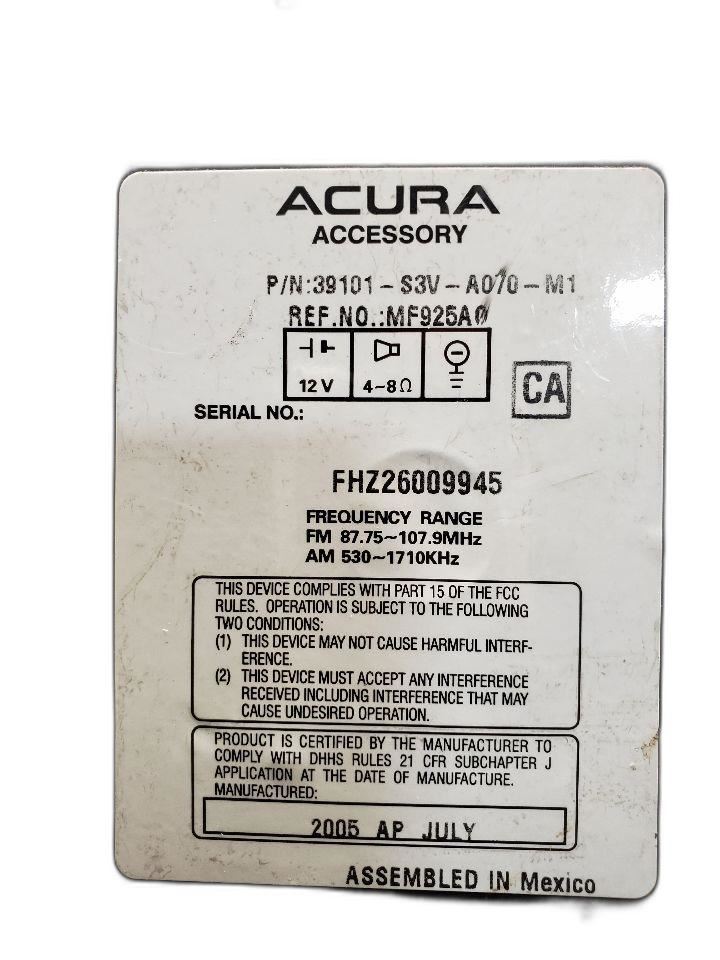 ACURA
ACCESSORY
P/N:39101-S3V-A070-M1
REF.NO.:MF925A0
12V 4~8Ω
CA
SERIAL NO.:
FHZ26009945
FREQUENCY RANGE
FM 87.75~107.9MHz
AM 530~1710KHz
THIS DEVICE COMPLIES WITH PART 15 OF THE FCC
RULES. OPERATION IS SUBJECT TO THE FOLLOWING
TWO CONDITIONS:
(1) THIS DEVICE MAY NOT CAUSE HARMFUL INTERF-
ERENCE.
(2) THIS DEVICE MUST ACCEPT ANY INTERFERENCE
RECEIVED INCLUDING INTERFERENCE THAT MAY
CAUSE UNDESIRED OPERATION.
PRODUCT IS CERTIFIED BY THE MANUFACTURER TO
COMPLY WITH DHHS RULES 21 CFR SUBCHAPTER J
APPLICATION AT THE DATE OF MANUFACTURE.
MANUFACTURED:
2005 AP JULY
ASSEMBLED IN Mexico